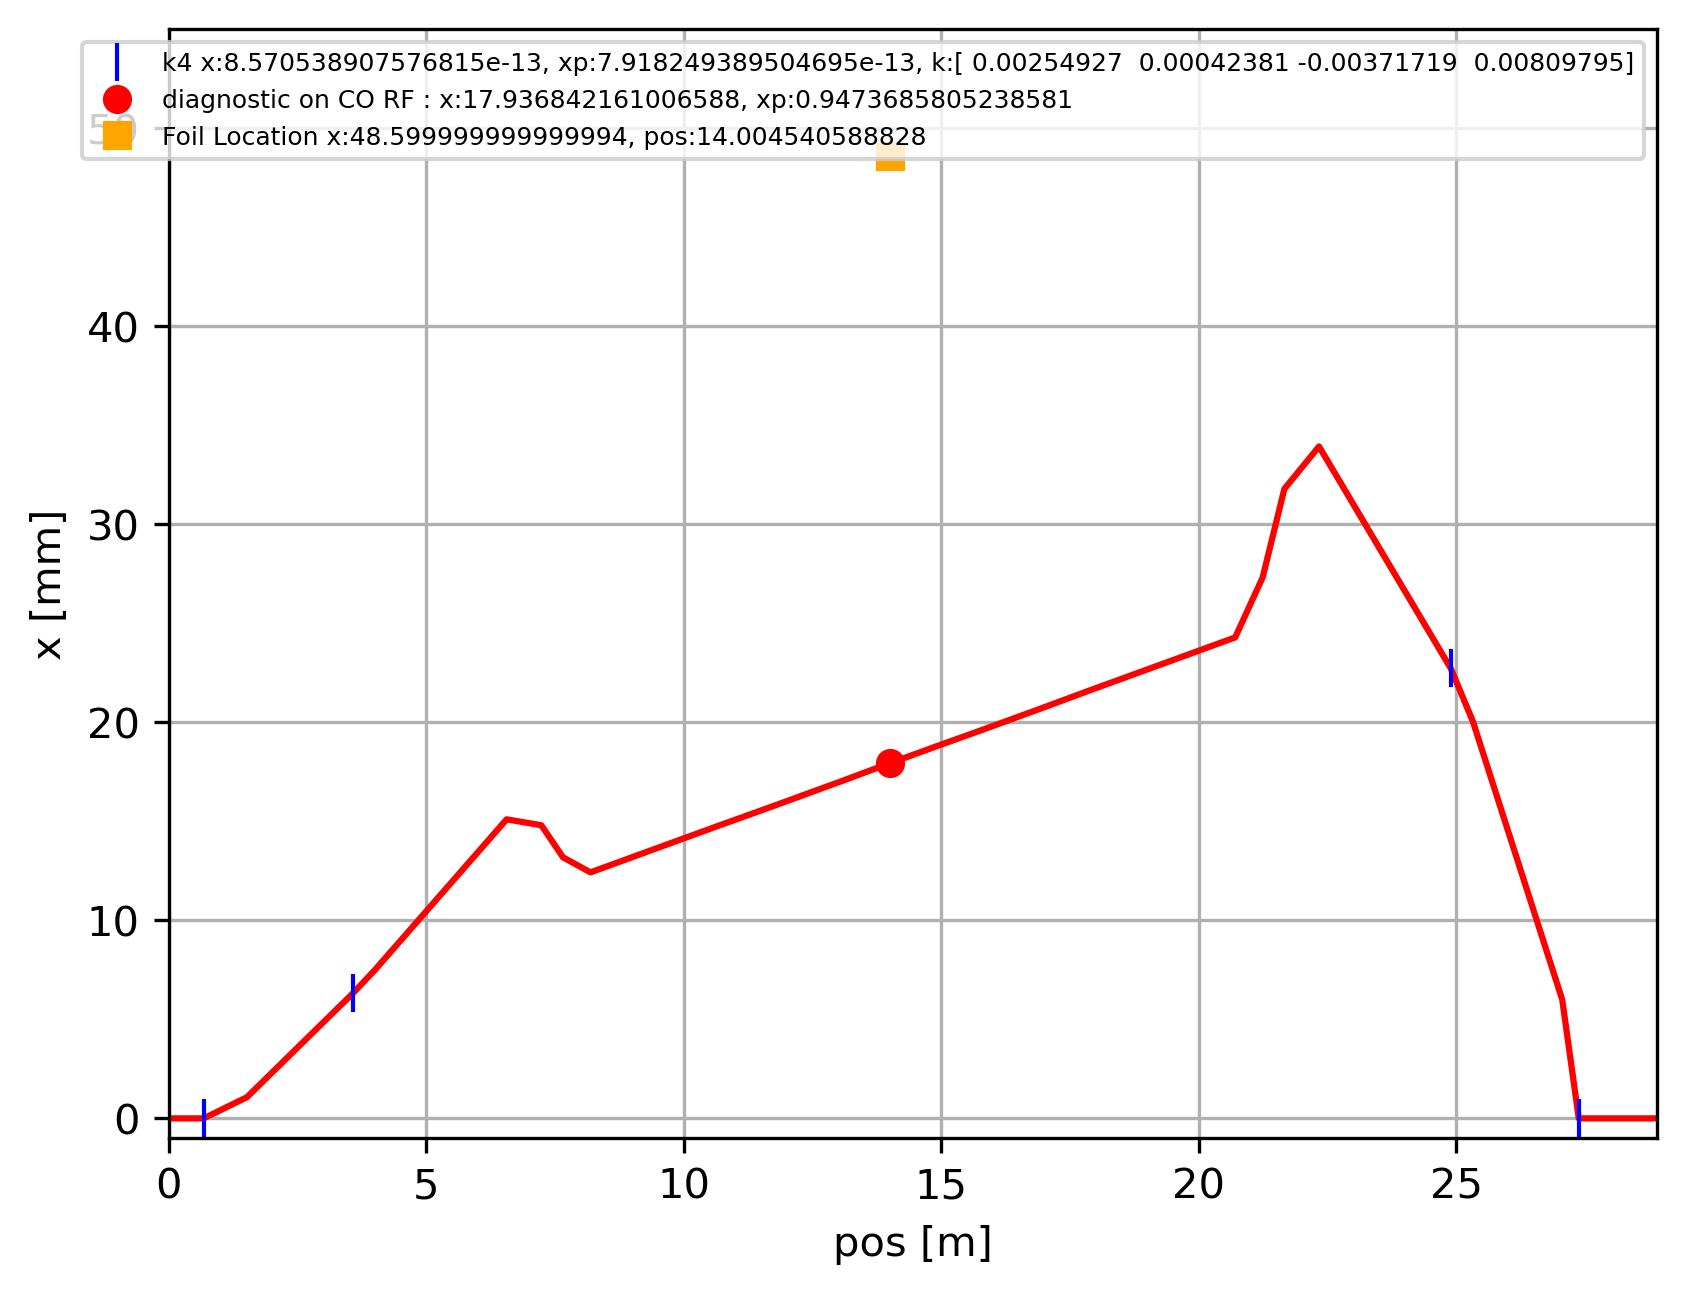 k4 x:8.570538907576815e-13, xp:7.918249389504695e-13, k:[ 0.00254927  0.00042381 -0.00371719  0.00809795]
diagnostic on CO RF : x:17.936842161006588, xp:0.9473685805238581
Foil Location x:48.599999999999994, pos:14.004540588828
50
40
30
20
10
0
x [mm]
0 5 10 15 20 25
pos [m]